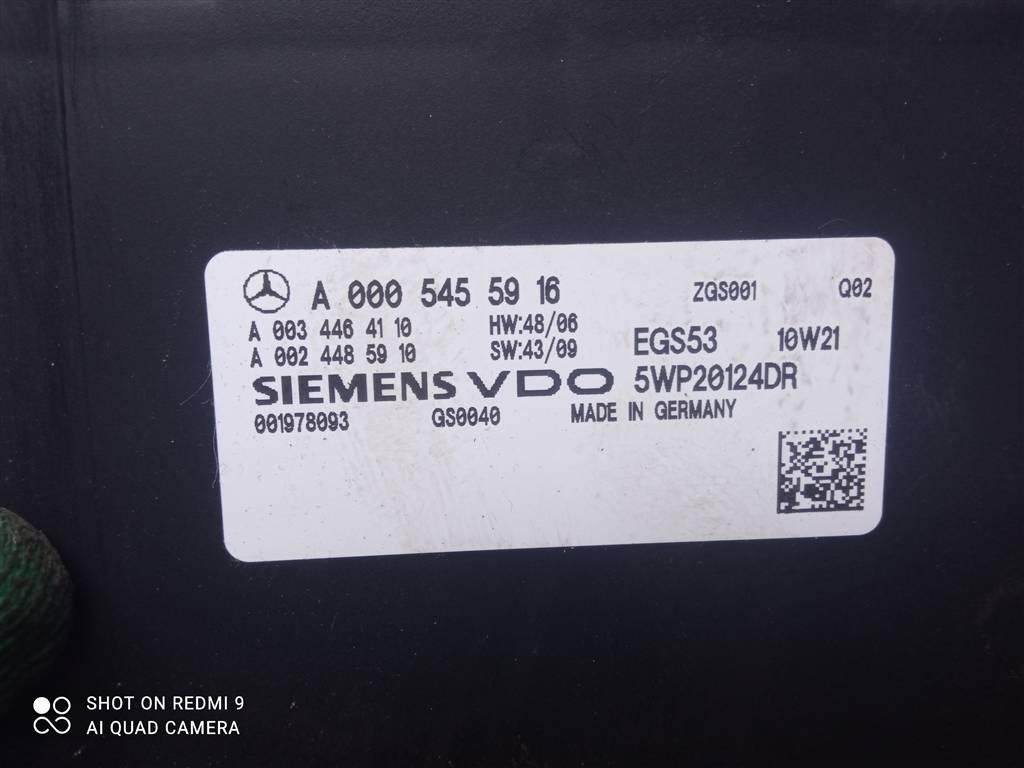 A 000 545 59 16 ZGS001 Q02
A 003 446 41 10 HW:48/06
A 002 448 59 10 SW:43/09 EGS53 10W21
SIEMENS VDO 5WP20124DR
001978093 GS0040 MADE IN GERMANY
SHOT ON REDMI 9
AI QUAD CAMERA